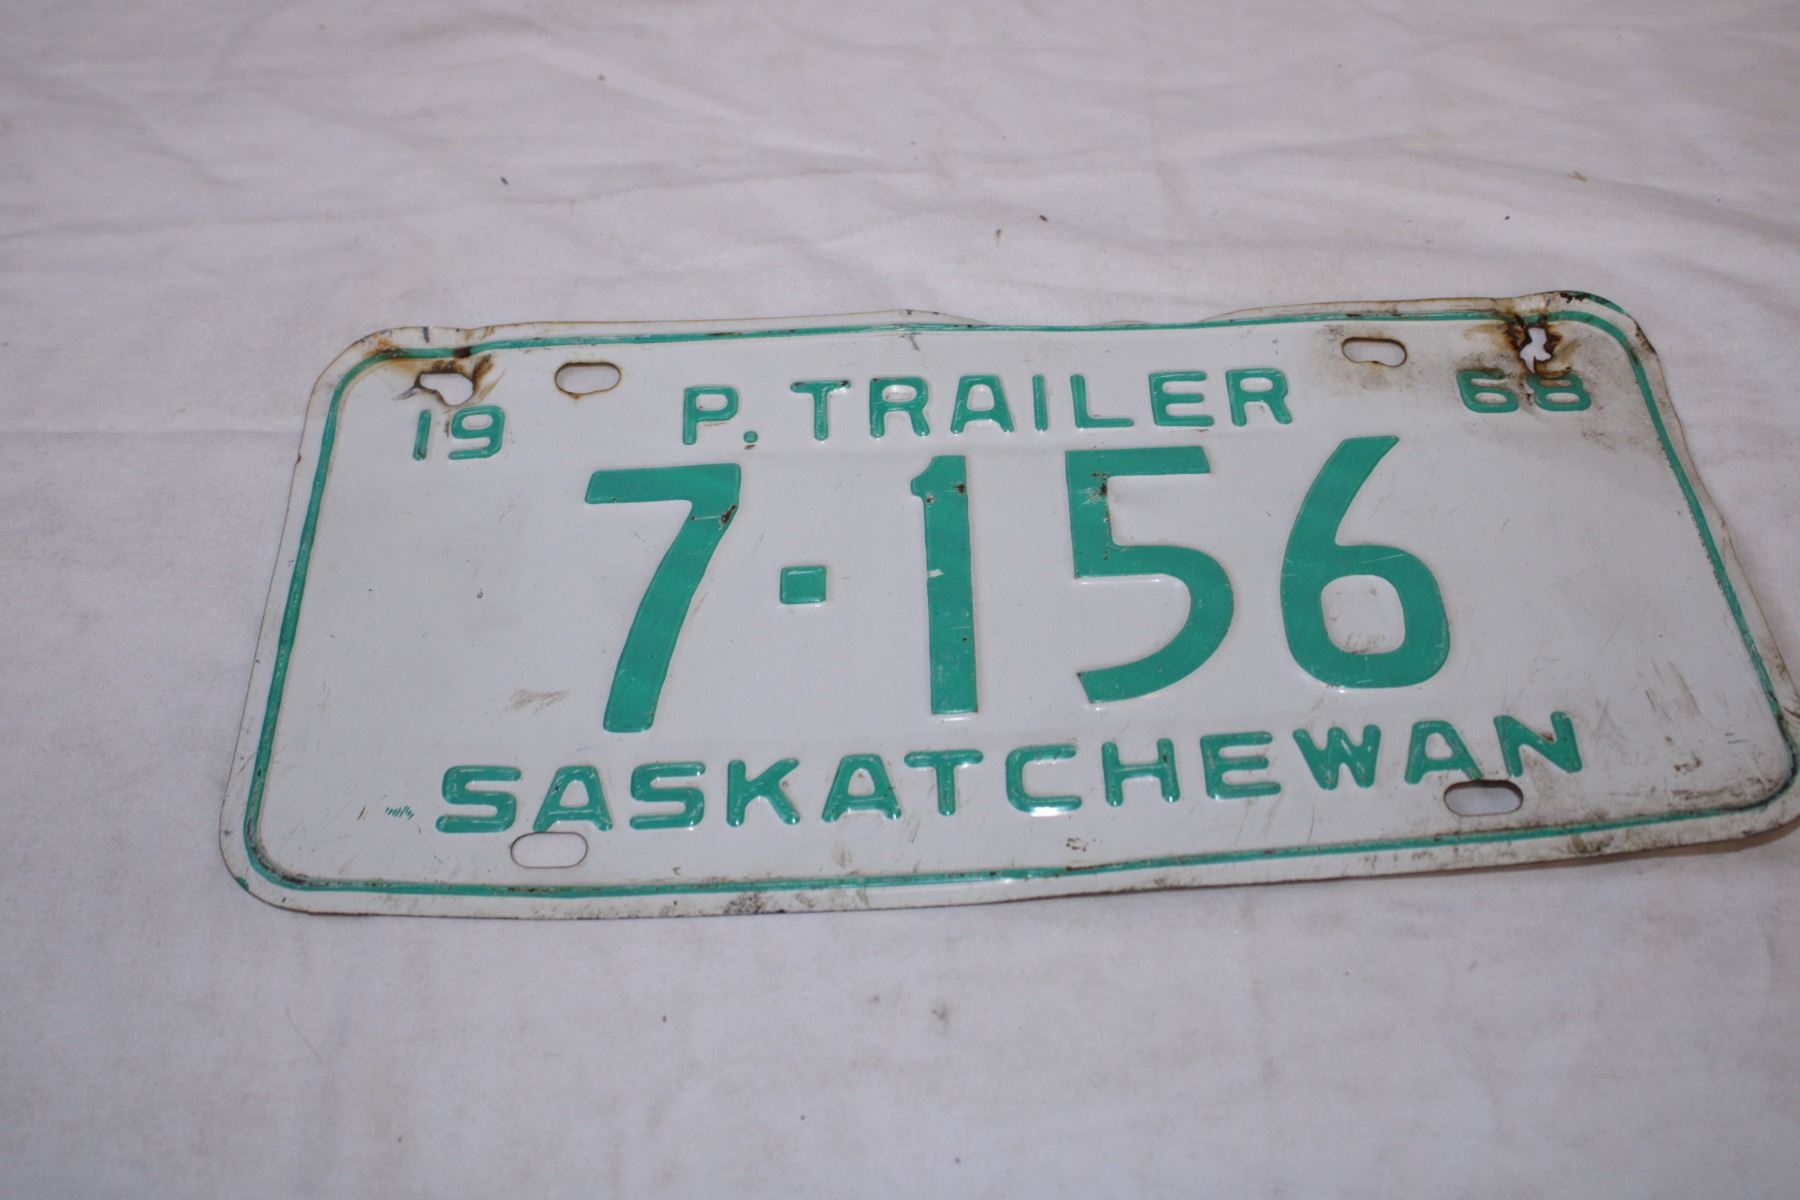 19 P. TRAILER 68
7-156
SASKATCHEWAN